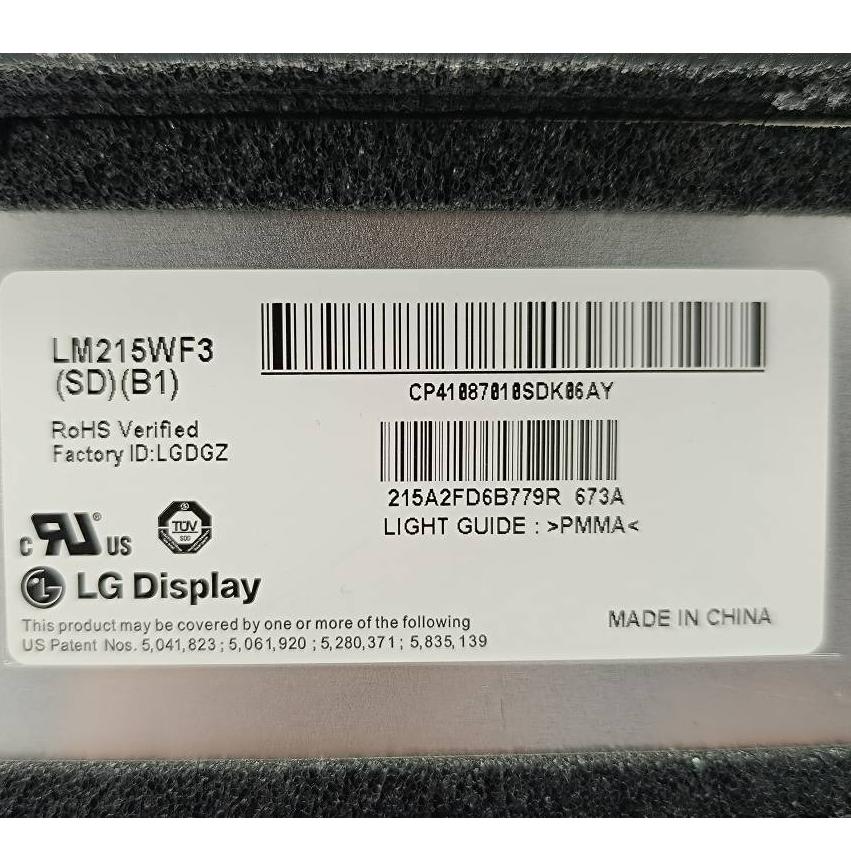 LM215WF3
(SD)(B1)
CP41087010SDK06AY
RoHS Verified
Factory ID:LGDGZ
215A2FD6B779R 673A
LIGHT GUIDE : >PMMA<
c RU ® US
TÜV
LG Display
This product may be covered by one or more of the following
US Patent Nos. 5,041,823 ; 5,061,920 ; 5,280,371 ; 5,835,139
MADE IN CHINA